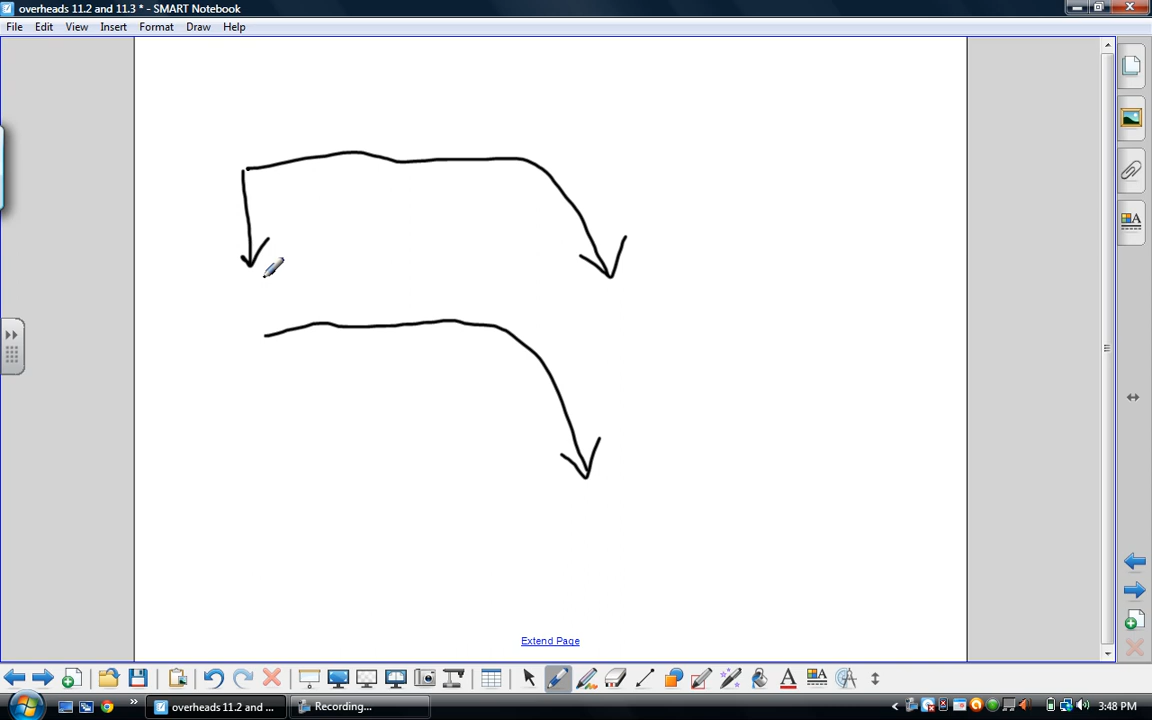 overheads 11.2 and 11.3 * - SMART Notebook
File Edit View Insert Format Draw Help
Extend Page
overheads 11.2 and ...
Recording...
3:48 PM